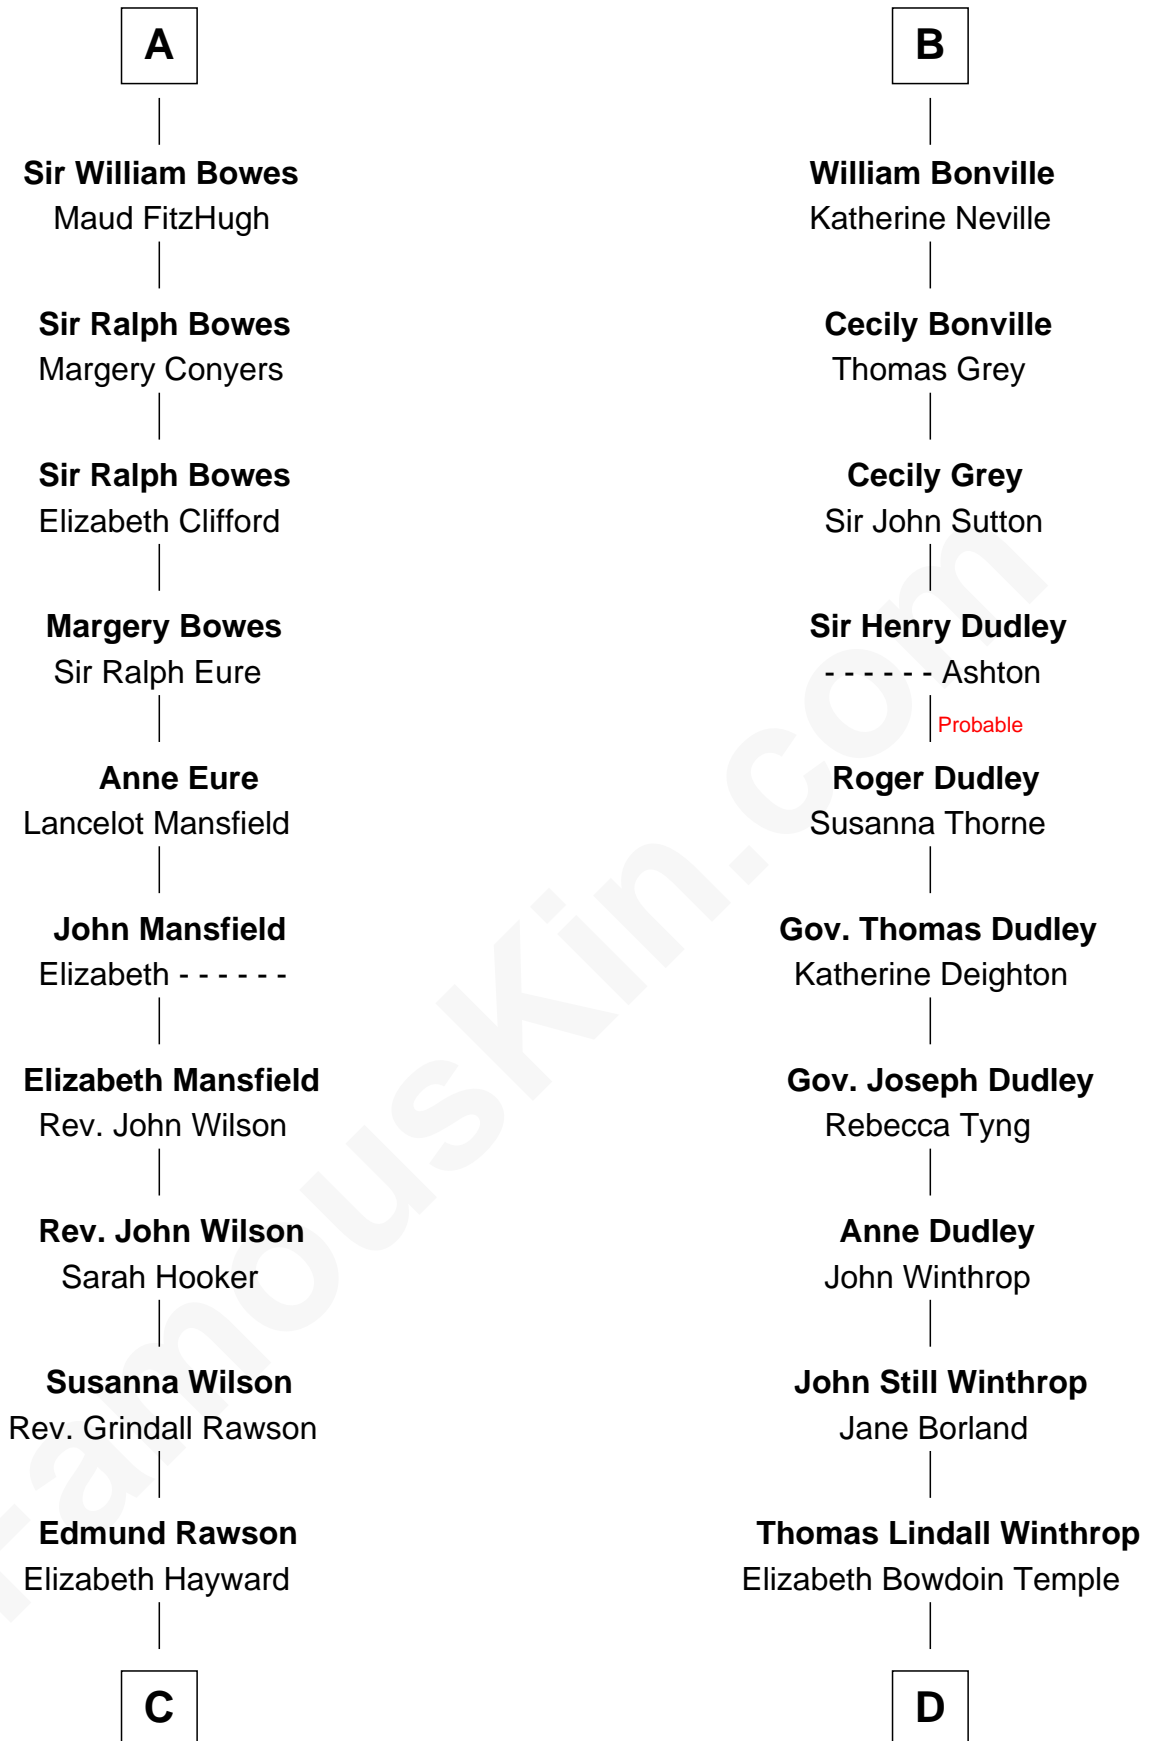 A
Sir William Bowes
Maud FitzHugh
Sir Ralph Bowes
Margery Conyers
Sir Ralph Bowes
Elizabeth Clifford
Margery Bowes
Sir Ralph Eure
Anne Eure
Lancelot Mansfield
John Mansfield
Elizabeth - - - - - -
Elizabeth Mansfield
Rev. John Wilson
Rev. John Wilson
Sarah Hooker
Susanna Wilson
Rev. Grindall Rawson
Edmund Rawson
Elizabeth Hayward
C
B
William Bonville
Katherine Neville
Cecily Bonville
Thomas Grey
Cecily Grey
Sir John Sutton
Sir Henry Dudley
- - - - - - Ashton
Probable
Roger Dudley
Susanna Thorne
Gov. Thomas Dudley
Katherine Deighton
Gov. Joseph Dudley
Rebecca Tyng
Anne Dudley
John Winthrop
John Still Winthrop
Jane Borland
Thomas Lindall Winthrop
Elizabeth Bowdoin Temple
D
FamousKin.com